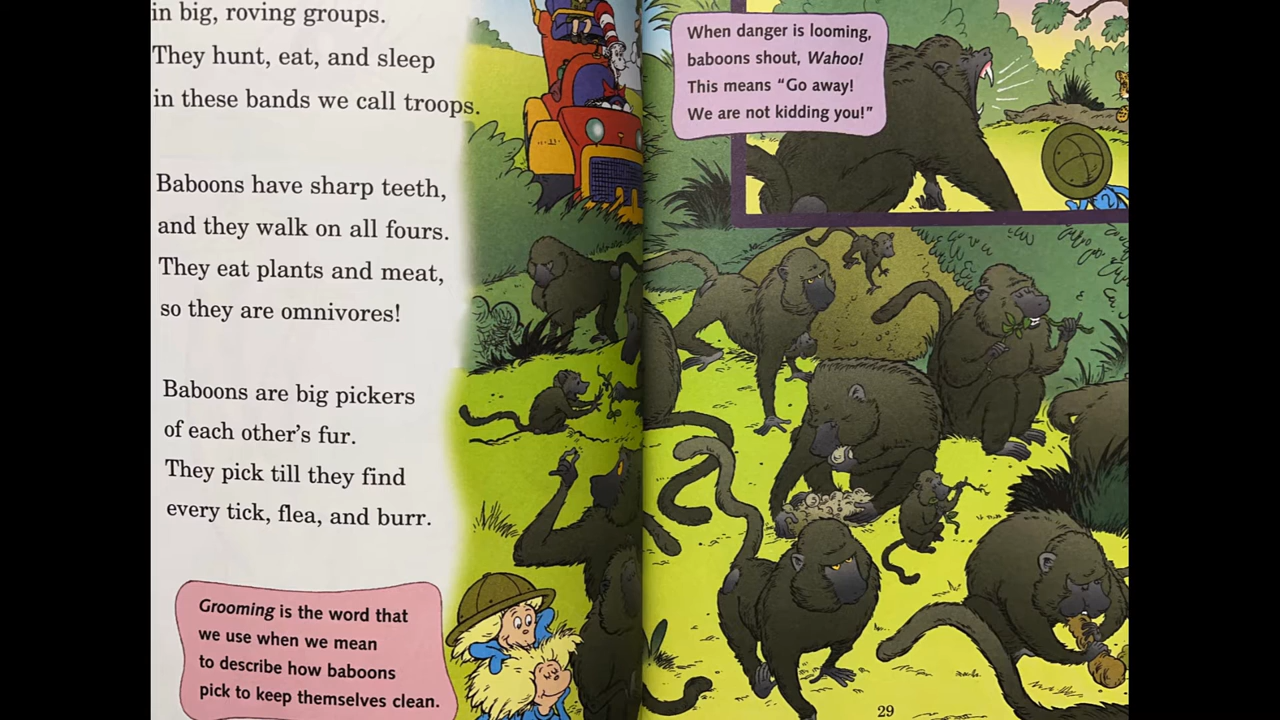 in big, roving groups.
They hunt, eat, and sleep
in these bands we call troops.
Baboons have sharp teeth,
and they walk on all fours.
They eat plants and meat,
so they are omnivores!
Baboons are big pickers
of each other's fur.
They pick till they find
every tick, flea, and burr.
Grooming is the word that
we use when we mean
to describe how baboons
pick to keep themselves clean.
When danger is looming,
baboons shout, Wahoo!
This means “Go away!
We are not kidding you!”
29